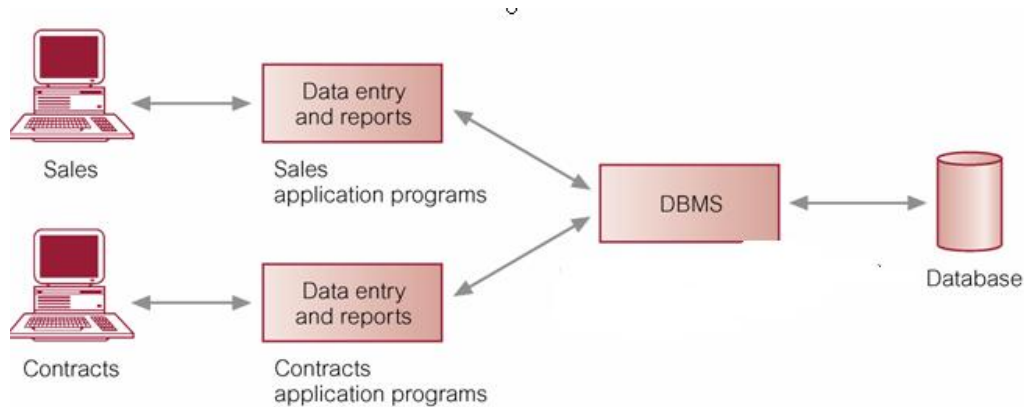 Data entry
and reports
Sales
Sales
application programs
DBMS
Database
Data entry
and reports
Contracts
Contracts
application programs